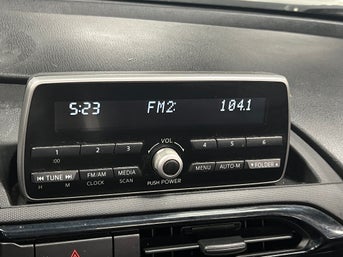 5:23 FM2 104.1
VOL
1 2 3 4 5 6
:00
⏮ TUNE ⏭ FM/AM MEDIA MENU AUTO-M ▼ FOLDER ▲
H M CLOCK SCAN PUSH POWER